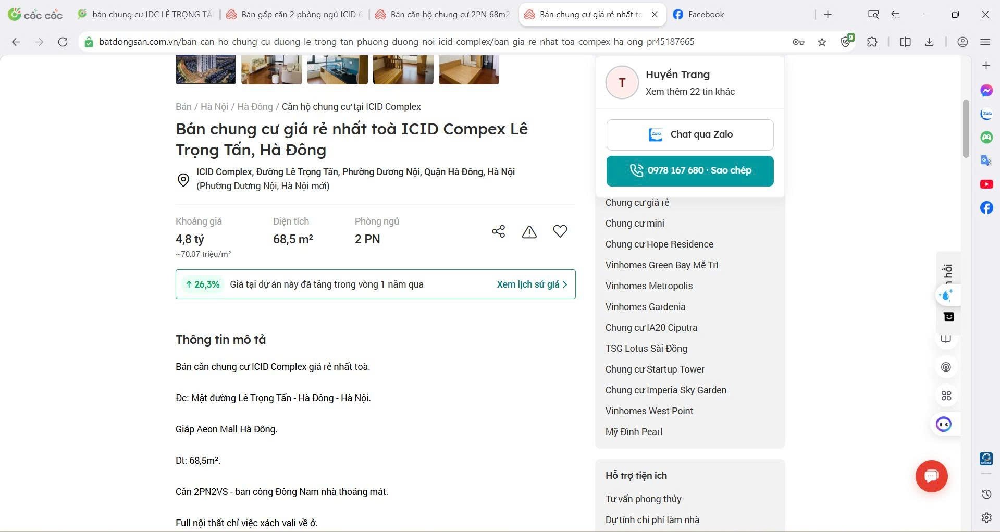 cốc cốc
bán chung cư IDC LÊ TRỌNG TẤ
Bán gấp căn 2 phòng ngủ ICID 6
Bán căn hộ chung cư 2PN 68m2
Bán chung cư giá rẻ nhất to
Facebook
batdongsan.com.vn/ban-can-ho-chung-cu-duong-le-trong-tan-phuong-duong-noi-icid-complex/ban-gia-re-nhat-toa-compex-ha-ong-pr45187665
9
Bán / Hà Nội / Hà Đông / Căn hộ chung cư tại ICID Complex
Bán chung cư giá rẻ nhất toà ICID Compex Lê
Trọng Tấn, Hà Đông
ICID Complex, Đường Lê Trọng Tấn, Phường Dương Nội, Quận Hà Đông, Hà Nội
(Phường Dương Nội, Hà Nội mới)
Khoảng giá
Diện tích
Phòng ngủ
4,8 tỷ
68,5 m²
2 PN
~70,07 triệu/m²
↑ 26,3%
Giá tại dự án này đã tăng trong vòng 1 năm qua
Xem lịch sử giá
Thông tin mô tả
Bán căn chung cư ICID Complex giá rẻ nhất toà.
Đc: Mặt đường Lê Trọng Tấn - Hà Đông - Hà Nội.
Giáp Aeon Mall Hà Đông.
Dt: 68,5m².
Căn 2PN2VS - ban công Đông Nam nhà thoáng mát.
Full nội thất chỉ việc xách vali về ở.
T
Huyền Trang
Xem thêm 22 tin khác
Zalo
Chat qua Zalo
0978 167 680 · Sao chép
Chung cư giá rẻ
Chung cư mini
Chung cư Hope Residence
Vinhomes Green Bay Mễ Trì
Vinhomes Metropolis
Vinhomes Gardenia
Chung cư IA20 Ciputra
TSG Lotus Sài Đồng
Chung cư Startup Tower
Chung cư Imperia Sky Garden
Vinhomes West Point
Mỹ Đình Pearl
Hỗ trợ tiện ích
Tư vấn phong thủy
Dự tính chi phí làm nhà
hồi
Zalo